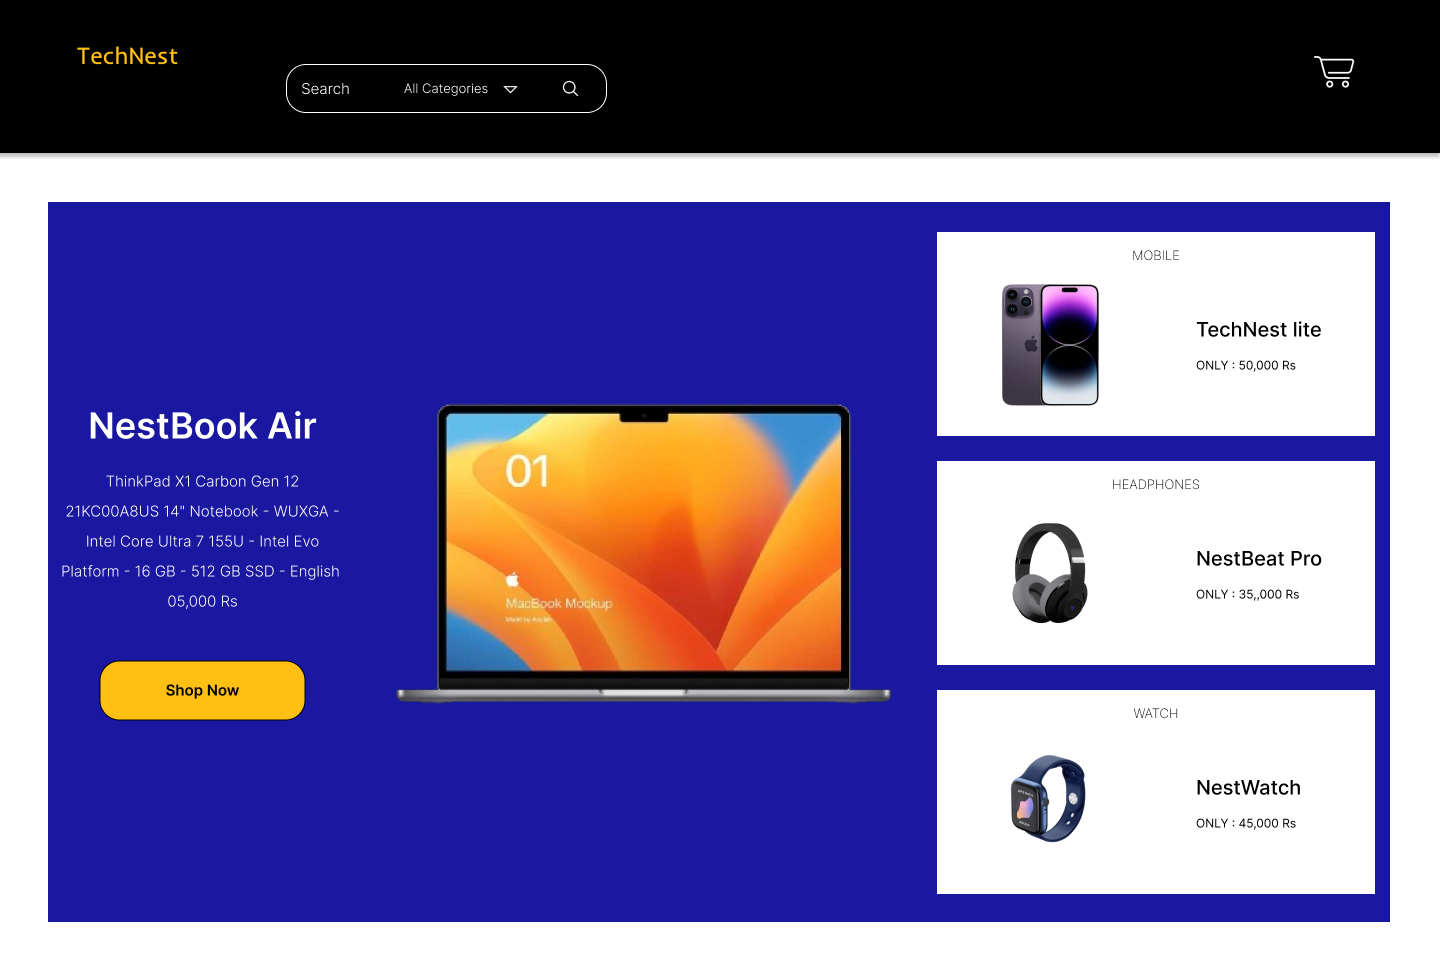 TechNest
Search
All Categories
NestBook Air
ThinkPad X1 Carbon Gen 12
21KC00A8US 14" Notebook - WUXGA -
Intel Core Ultra 7 155U - Intel Evo
Platform - 16 GB - 512 GB SSD - English
05,000 Rs
Shop Now
01
MacBook Mockup
MOBILE
TechNest lite
ONLY : 50,000 Rs
HEADPHONES
NestBeat Pro
ONLY : 35,,000 Rs
WATCH
NestWatch
ONLY : 45,000 Rs